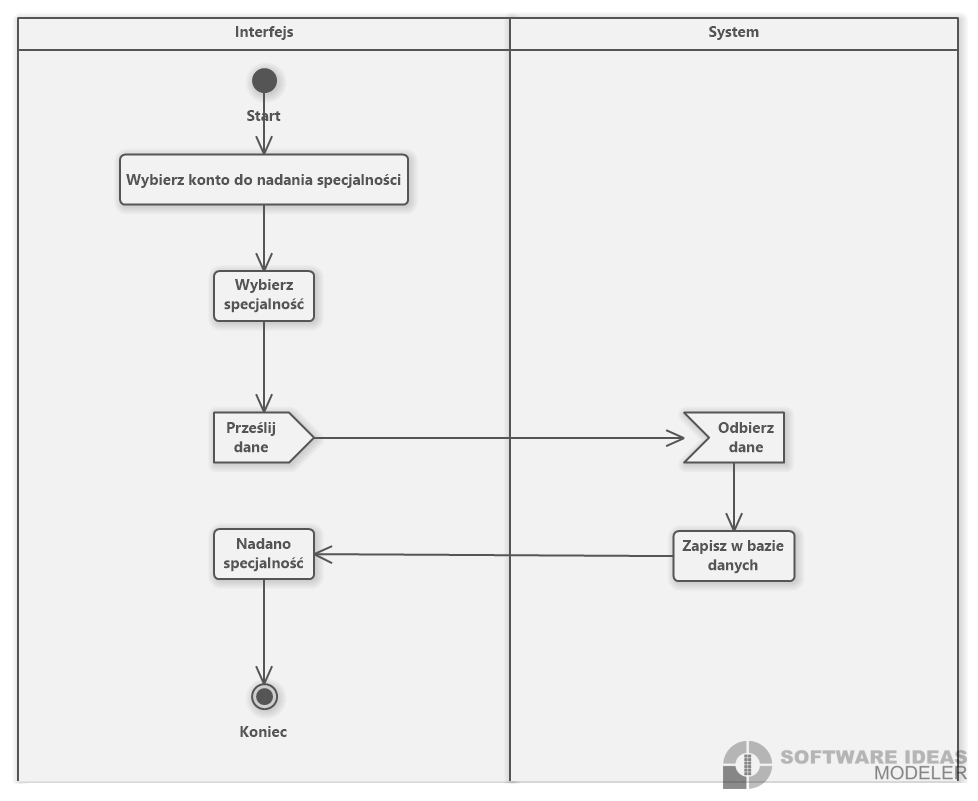 Interfejs
System
Start
Wybierz konto do nadania specjalności
Wybierz
specjalność
Prześlij
dane
Odbierz
dane
Nadano
specjalność
Zapisz w bazie
danych
Koniec
SOFTWARE IDEAS
MODELER